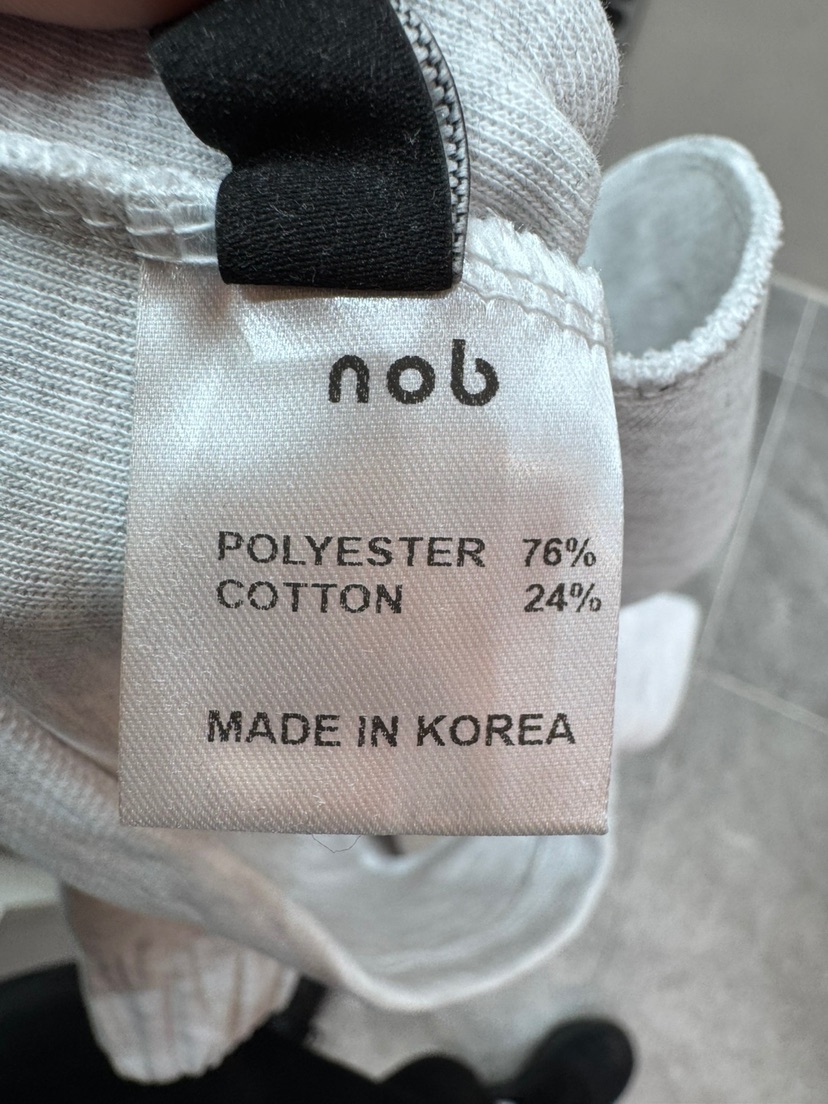 nob
POLYESTER 76%
COTTON 24%
MADE IN KOREA